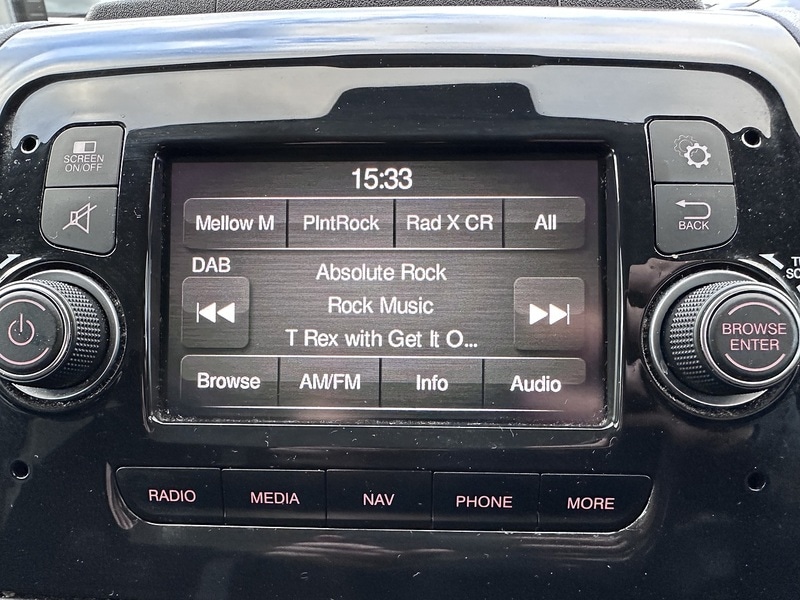 SCREEN
ON/OFF
15:33
Mellow M PlntRock Rad X CR All
BACK
DAB
Absolute Rock
Rock Music
T Rex with Get It O...
BROWSE
ENTER
Browse AM/FM Info Audio
RADIO MEDIA NAV PHONE MORE